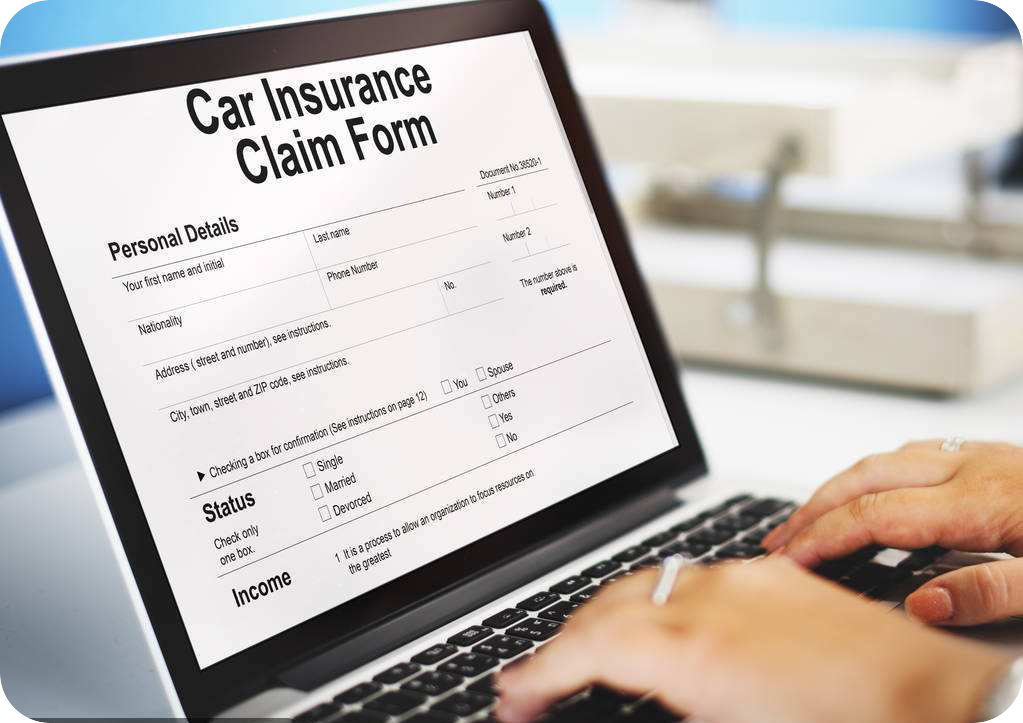 Car Insurance
Claim Form
Document No.36520-1
Personal Details
Number 1
Your first name and initial
Last name
Number 2
Nationality
Phone Number
The number above is
required.
Address ( street and number), see instructions.
No.
City, town, street and ZIP code, see instructions.
▶ Checking a box for confirmation (See instructions on page 12)
You
Spouse
Status
Check only
one box.
Single
Married
Devorced
Others
Yes
No
Income
1 It is a process to allow an organization to focus resources on
the greatest